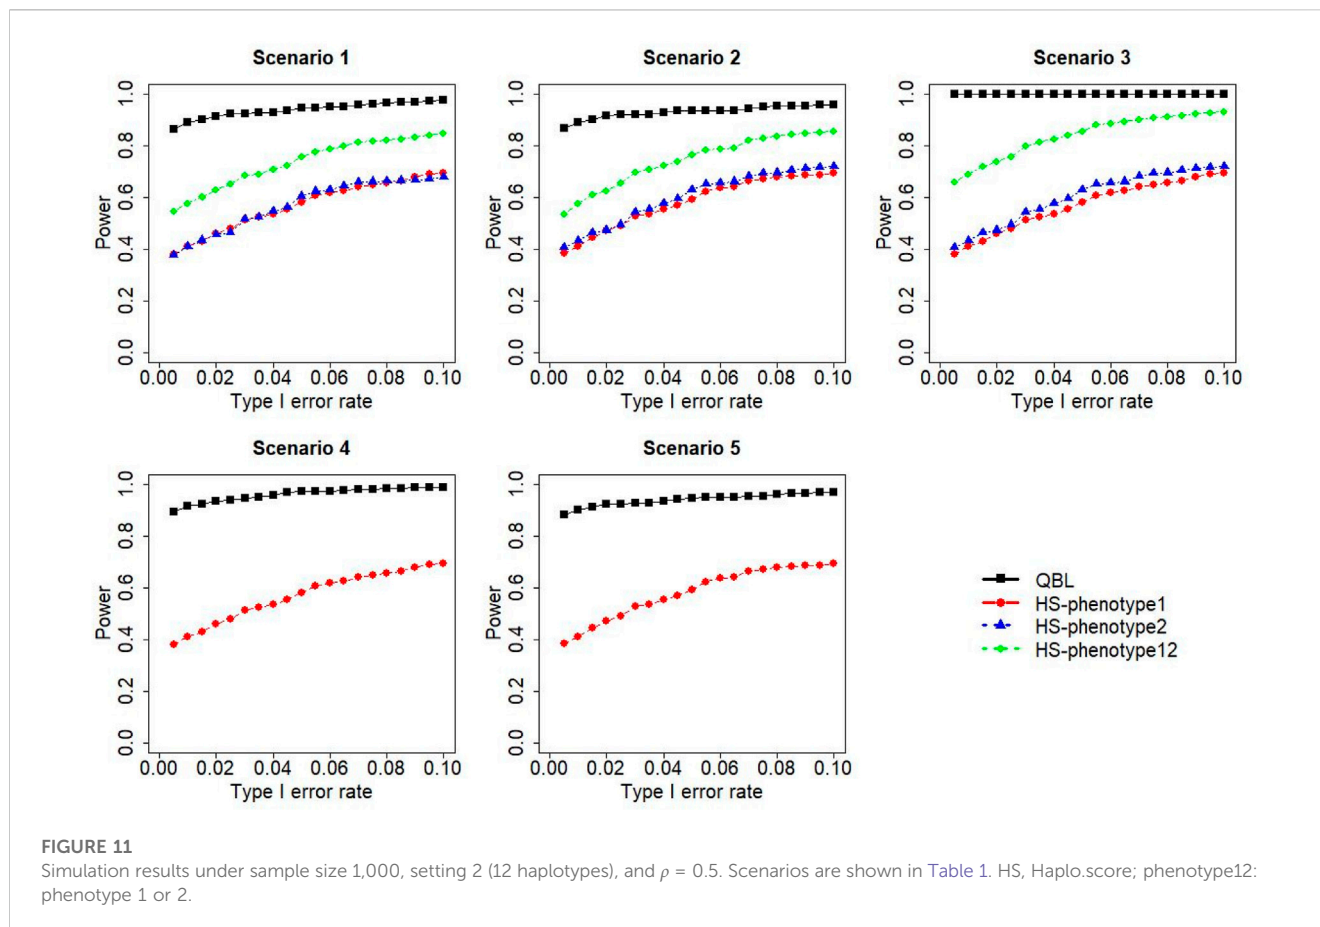 Scenario 1
Power
0.0 0.2 0.4 0.6 0.8 1.0
0.00 0.02 0.04 0.06 0.08 0.10
Type I error rate
Scenario 2
Power
0.0 0.2 0.4 0.6 0.8 1.0
0.00 0.02 0.04 0.06 0.08 0.10
Type I error rate
Scenario 3
Power
0.0 0.2 0.4 0.6 0.8 1.0
0.00 0.02 0.04 0.06 0.08 0.10
Type I error rate
Scenario 4
Power
0.0 0.2 0.4 0.6 0.8 1.0
0.00 0.02 0.04 0.06 0.08 0.10
Type I error rate
Scenario 5
Power
0.0 0.2 0.4 0.6 0.8 1.0
0.00 0.02 0.04 0.06 0.08 0.10
Type I error rate
QBL
HS-phenotype1
HS-phenotype2
HS-phenotype12
FIGURE 11
Simulation results under sample size 1,000, setting 2 (12 haplotypes), and ρ = 0.5. Scenarios are shown in Table 1. HS, Haplo.score; phenotype12:
phenotype 1 or 2.